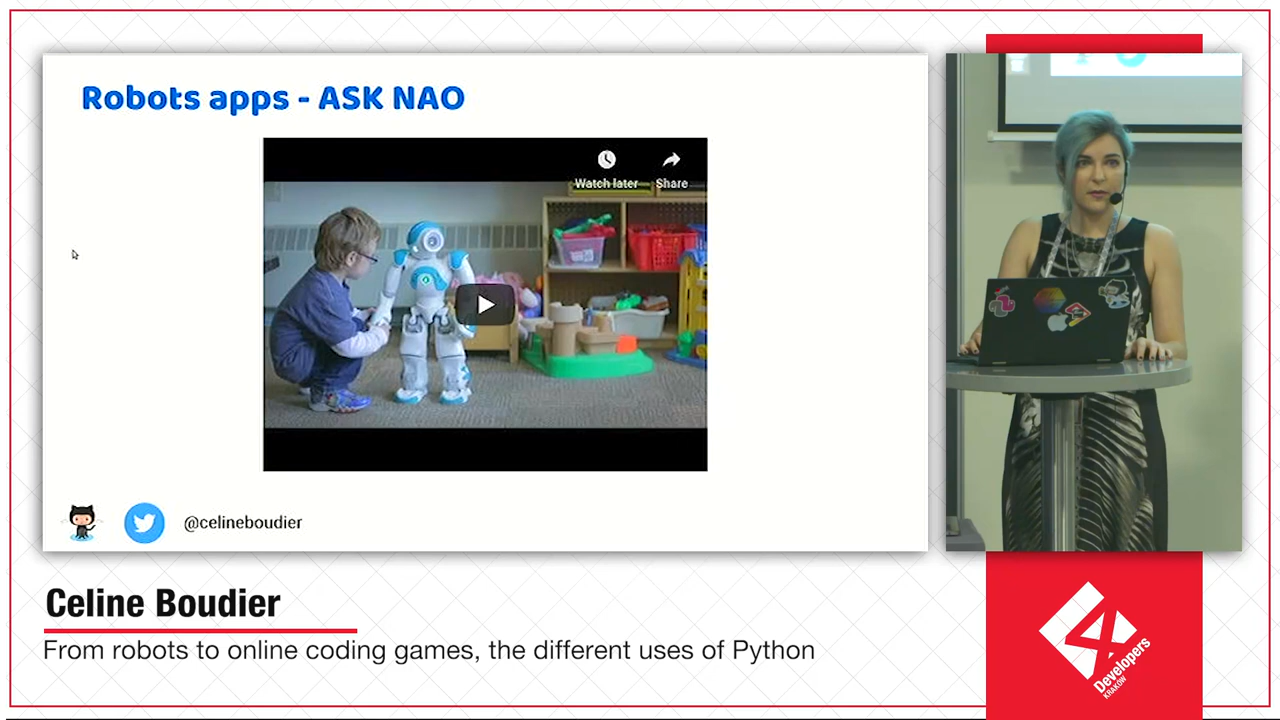 Robots apps - ASK NAO
Watch later
Share
@celineboudier
Celine Boudier
From robots to online coding games, the different uses of Python
4
Developers
KRAKOW